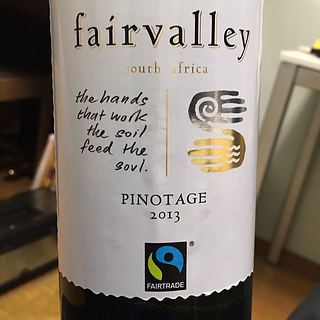 fairvalley
south africa
the hands
that work
the soil
feed the
soul.
PINOTAGE
2013
®
FAIRTRADE